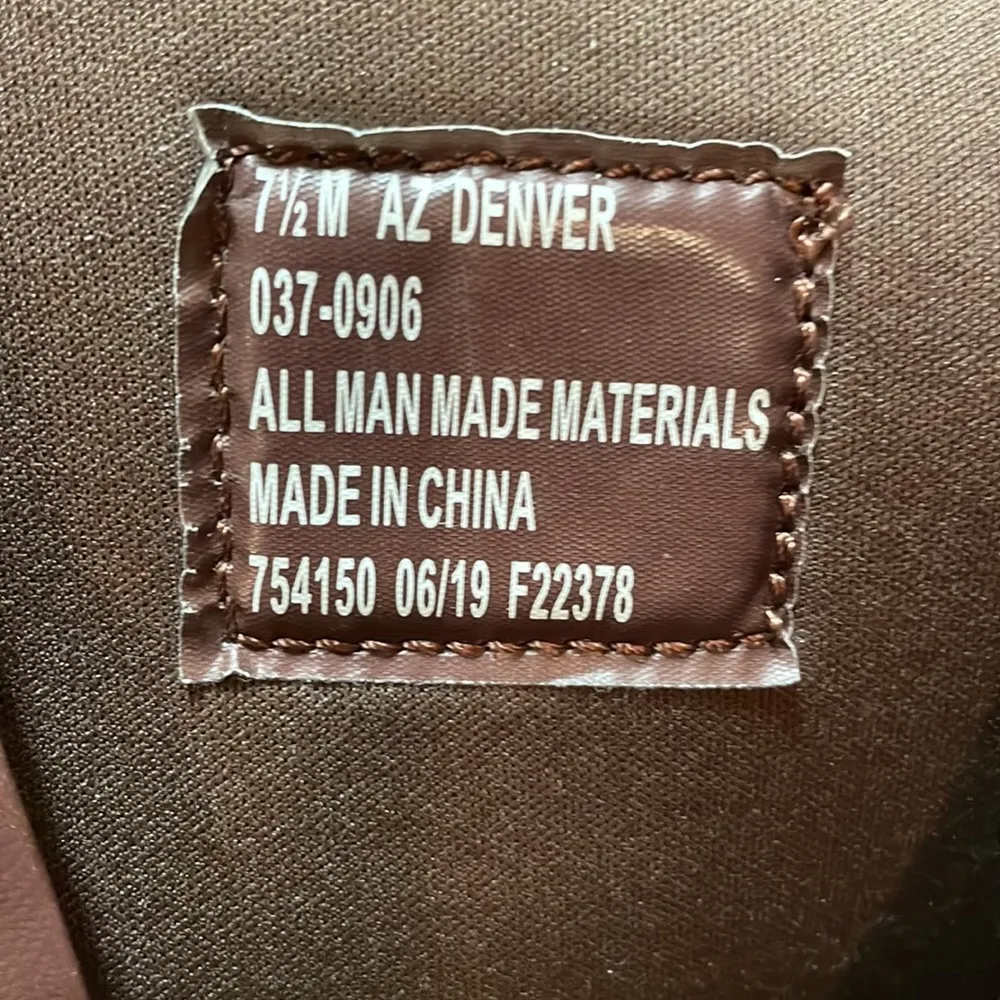 7½ M AZ DENVER
037-0906
ALL MAN MADE MATERIALS
MADE IN CHINA
754150 06/19 F22378